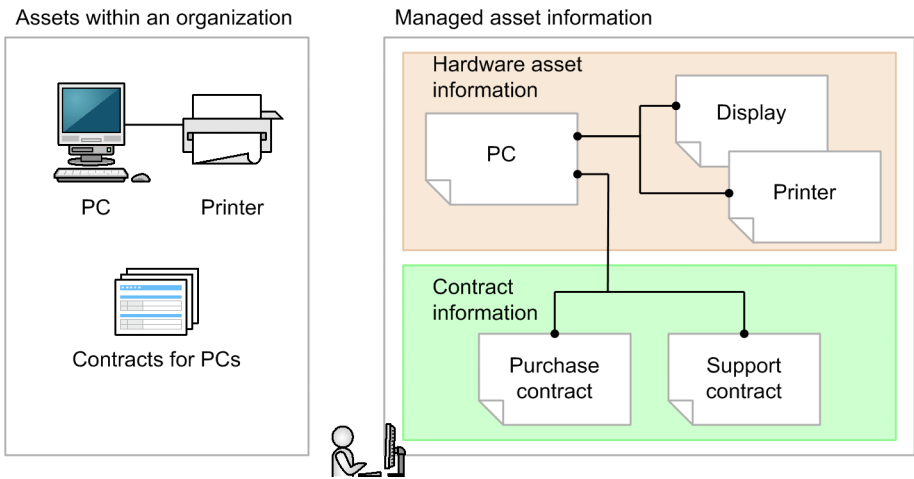 Assets within an organization
Managed asset information
PC
Printer
Contracts for PCs
Hardware asset
information
PC
Display
Printer
Contract
information
Purchase
contract
Support
contract